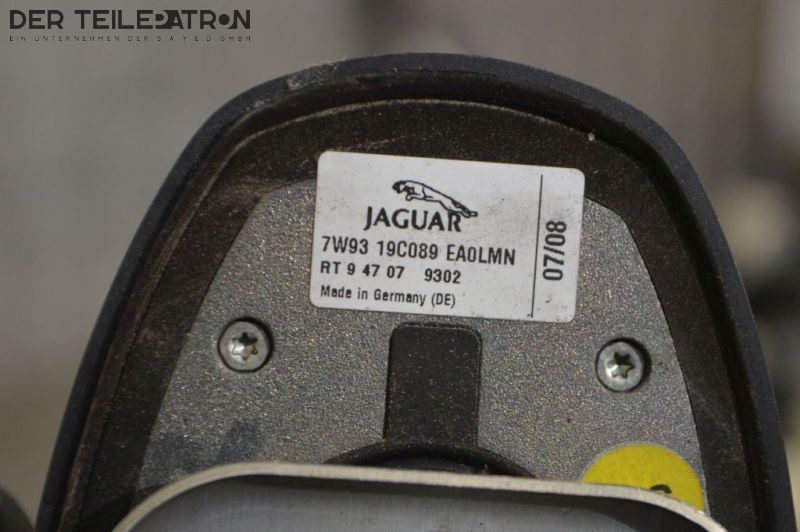 DER TEILEPATRON
EIN UNTERNEHMEN DER S A Y E D GMBH
JAGUAR
7W93 19C089 EA0LMN
RT 9 47 07 9302
Made in Germany (DE)
07/08